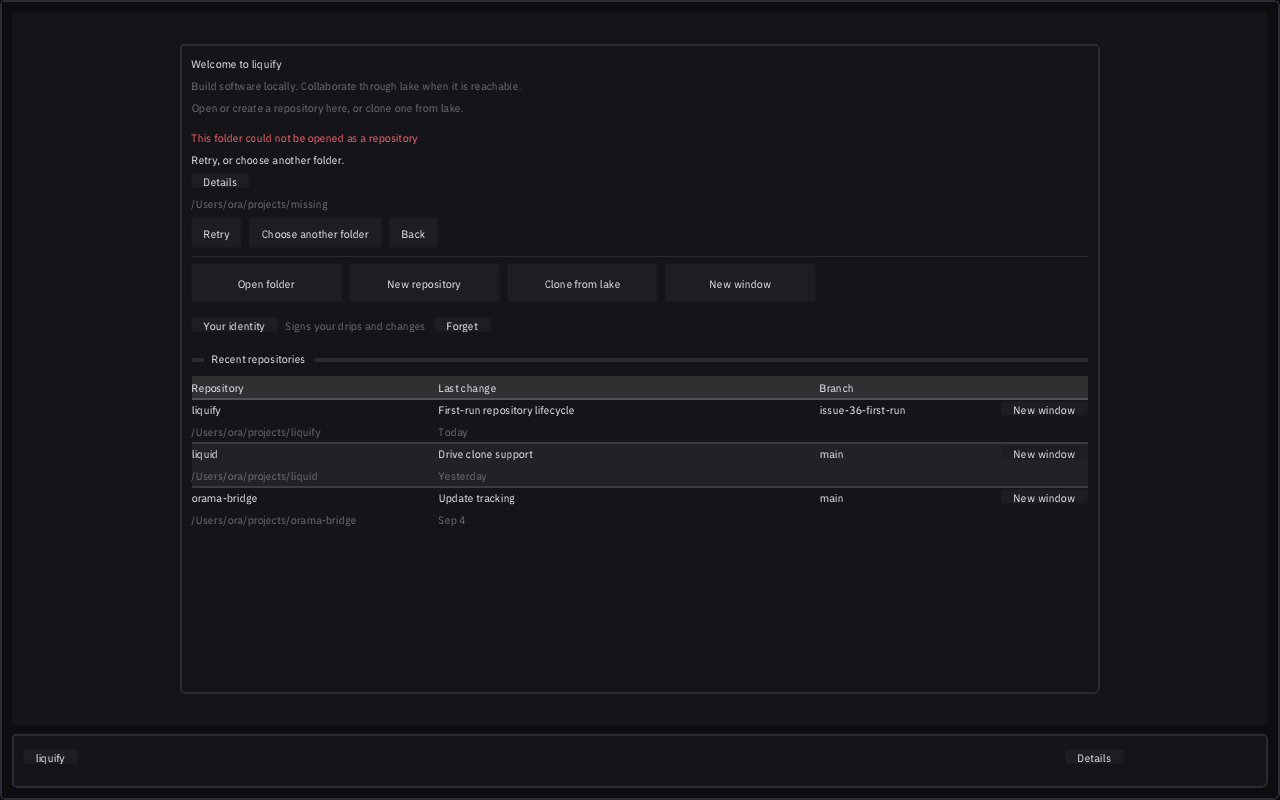 Welcome to liquify
Build software locally. Collaborate through lake when it is reachable.
Open or create a repository here, or clone one from lake.
This folder could not be opened as a repository
Retry, or choose another folder.
Details
/Users/ora/projects/missing
Retry Choose another folder Back
Open folder New repository Clone from lake New window
Your identity Signs your drips and changes Forget
Recent repositories
Repository Last change Branch
liquify First-run repository lifecycle issue-36-first-run New window
/Users/ora/projects/liquify Today
liquid Drive clone support main New window
/Users/ora/projects/liquid Yesterday
orama-bridge Update tracking main New window
/Users/ora/projects/orama-bridge Sep 4
liquify Details